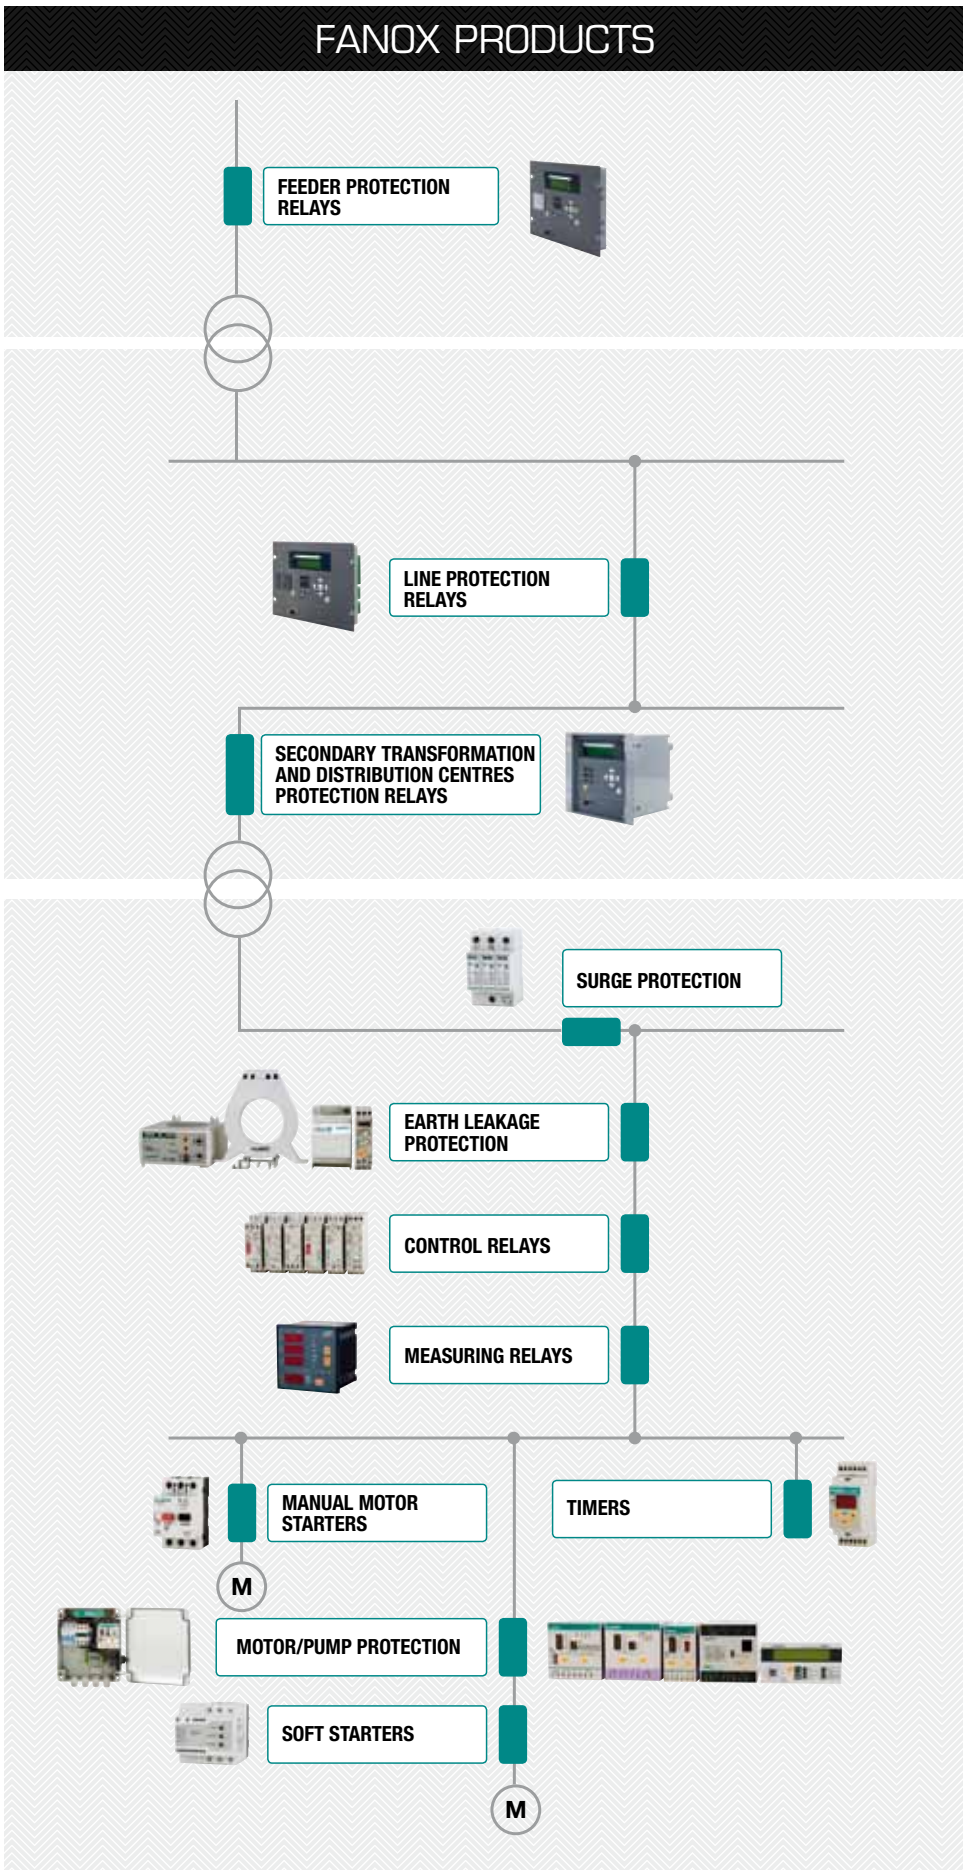 FANOX PRODUCTS
FEEDER PROTECTION
RELAYS
LINE PROTECTION
RELAYS
SECONDARY TRANSFORMATION
AND DISTRIBUTION CENTRES
PROTECTION RELAYS
SURGE PROTECTION
EARTH LEAKAGE
PROTECTION
CONTROL RELAYS
MEASURING RELAYS
MANUAL MOTOR
STARTERS
TIMERS
M
MOTOR/PUMP PROTECTION
SOFT STARTERS
M